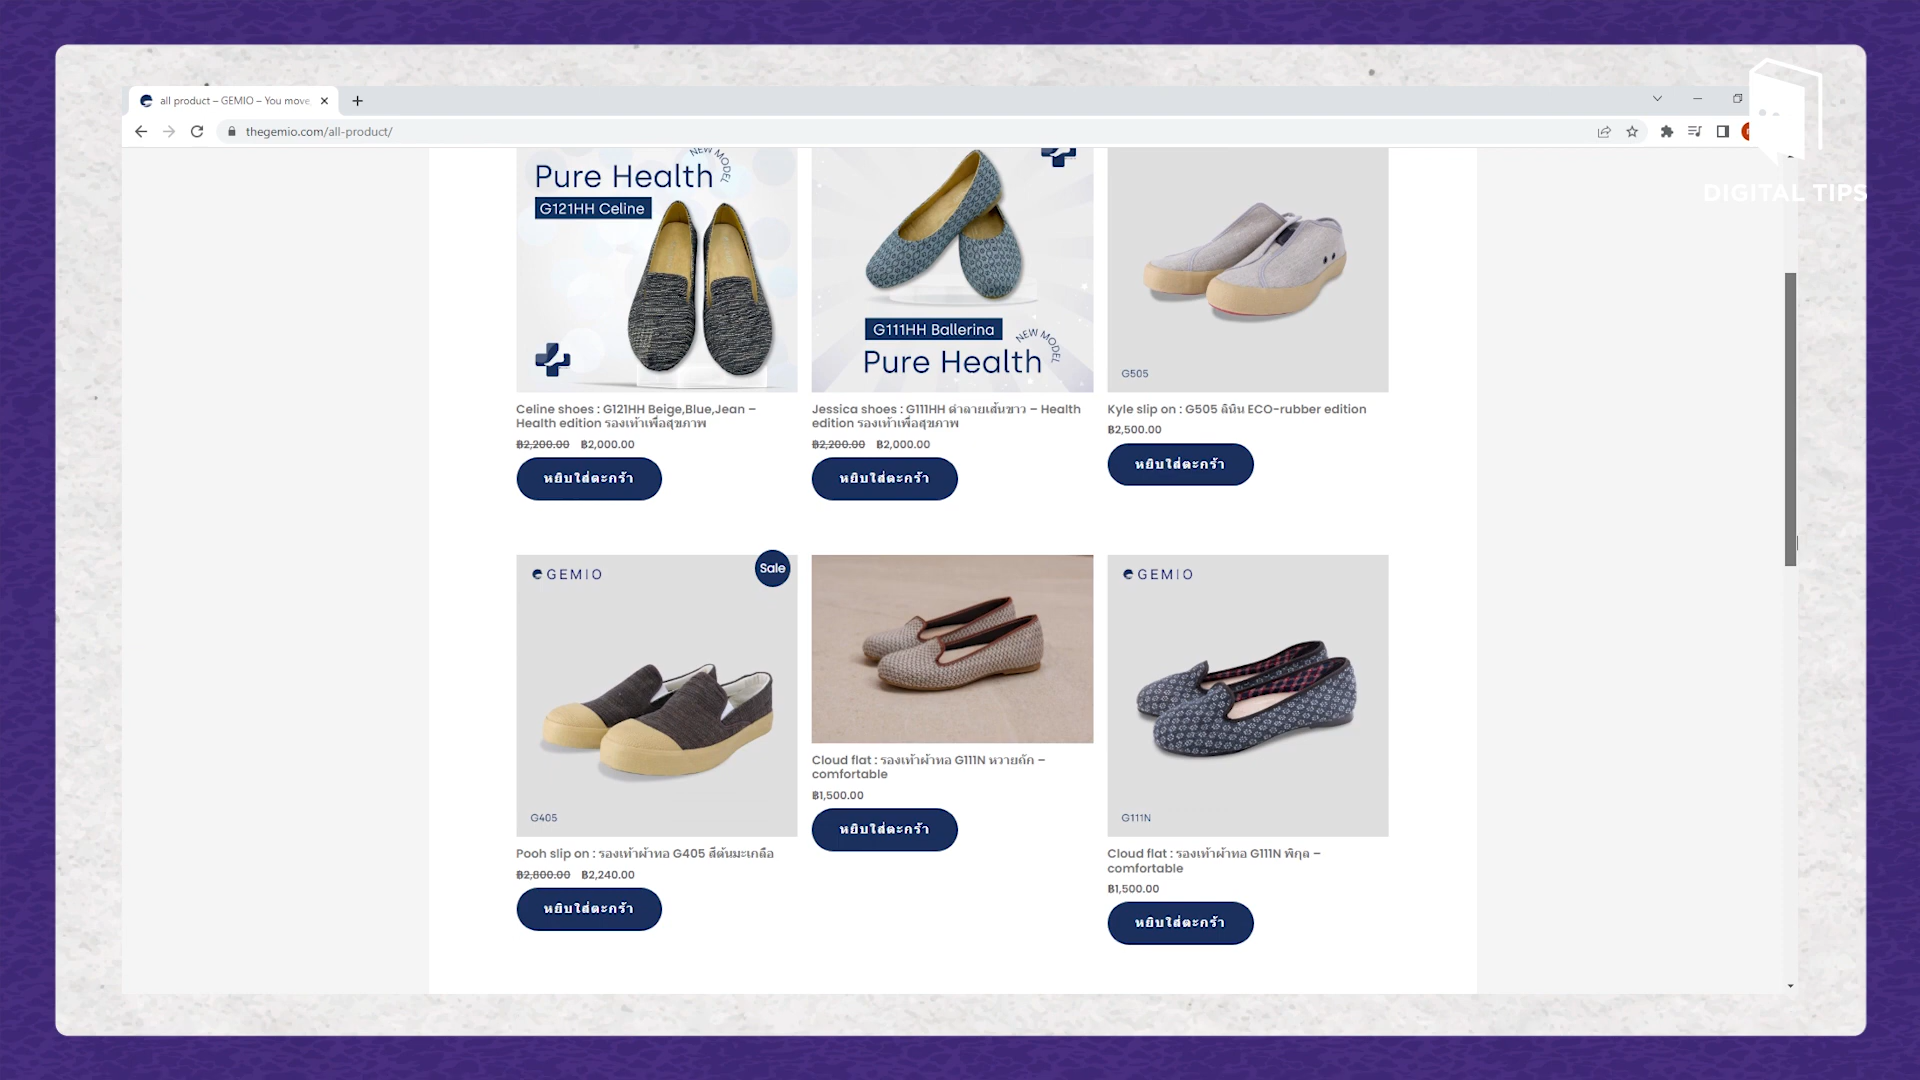 all product – GEMIO – You move
thegemio.com/all-product/
DIGITAL TIPS
NEW MODEL
Pure Health
G121HH Celine
G111HH Ballerina
NEW MODEL
Pure Health
G505
Celine shoes : G121HH Beige,Blue,Jean –
Health edition รองเท้าเพื่อสุขภาพ
฿2,200.00 ฿2,000.00
หยิบใส่ตะกร้า
Jessica shoes : G111HH ดำลายเส้นขาว – Health
edition รองเท้าเพื่อสุขภาพ
฿2,200.00 ฿2,000.00
หยิบใส่ตะกร้า
Kyle slip on : G505 ลินิน ECO-rubber edition
฿2,500.00
หยิบใส่ตะกร้า
GEMIO
Sale
G405
Pooh slip on : รองเท้าผ้าทอ G405 สีต้นมะเกลือ
฿2,800.00 ฿2,240.00
หยิบใส่ตะกร้า
Cloud flat : รองเท้าผ้าทอ G111N หวายถัก –
comfortable
฿1,500.00
หยิบใส่ตะกร้า
GEMIO
G111N
Cloud flat : รองเท้าผ้าทอ G111N พิกุล –
comfortable
฿1,500.00
หยิบใส่ตะกร้า